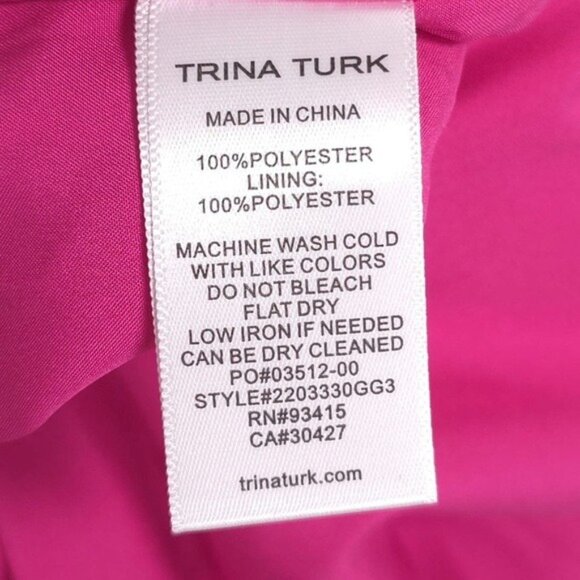 TRINA TURK
MADE IN CHINA
100%POLYESTER
LINING:
100%POLYESTER
MACHINE WASH COLD
WITH LIKE COLORS
DO NOT BLEACH
FLAT DRY
LOW IRON IF NEEDED
CAN BE DRY CLEANED
PO#03512-00
STYLE#2203330GG3
RN#93415
CA#30427
trinaturk.com